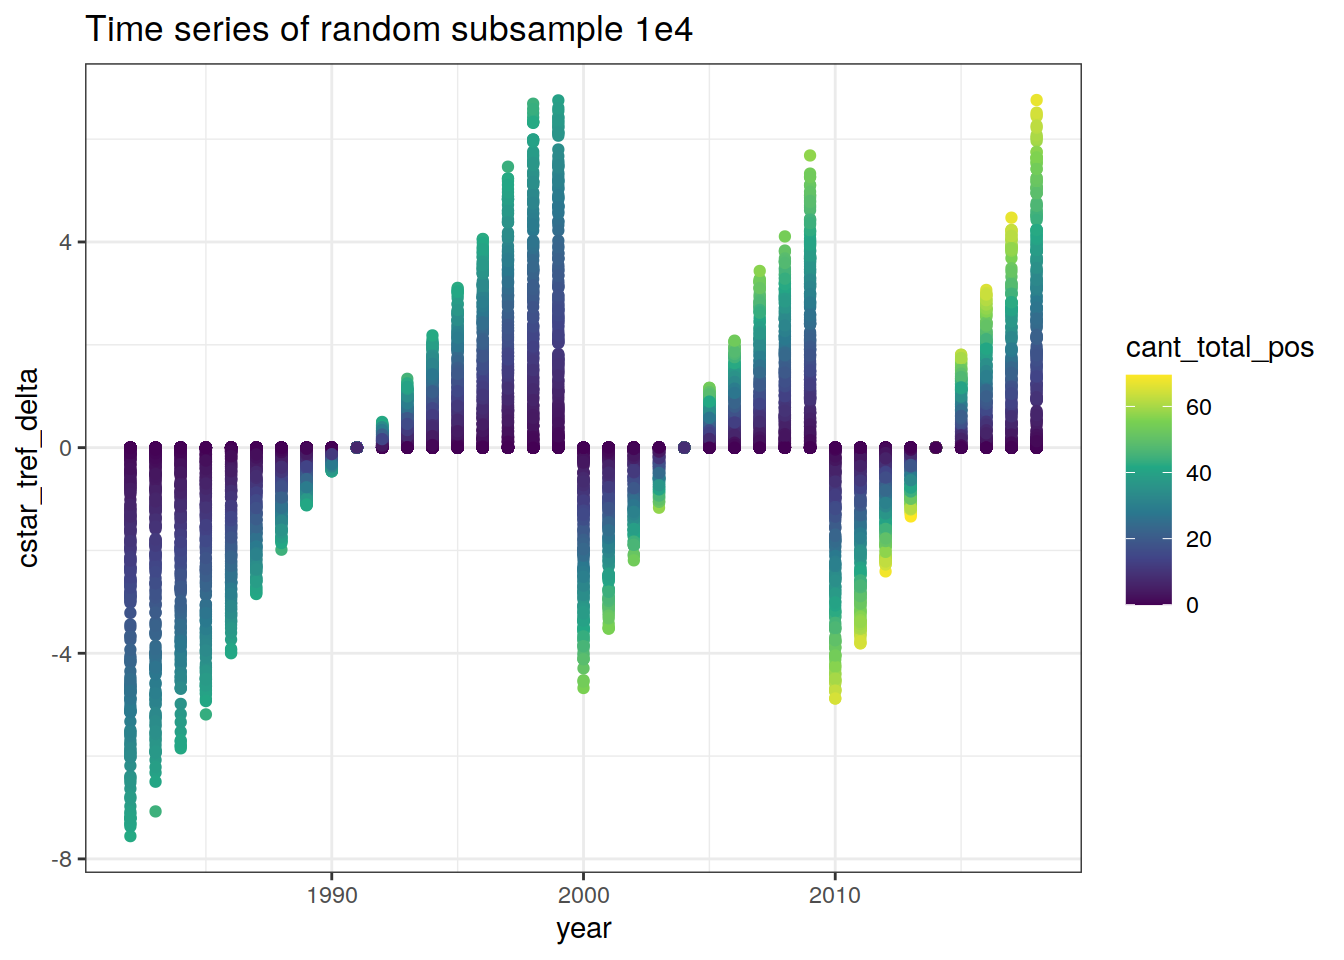 Time series of random subsample 1e4
cstar_tref_delta
4
0
-4
-8
1990
2000
2010
year
cant_total_pos
60
40
20
0